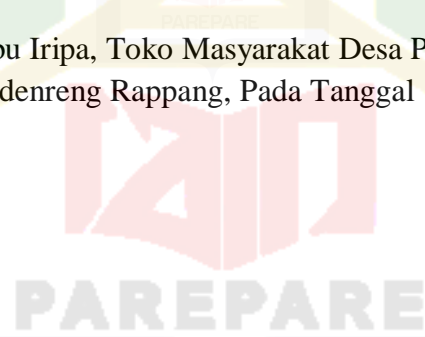 PAREPARE
bu Iripa, Toko Masyarakat Desa P
denreng Rappang, Pada Tanggal
PAREPARE